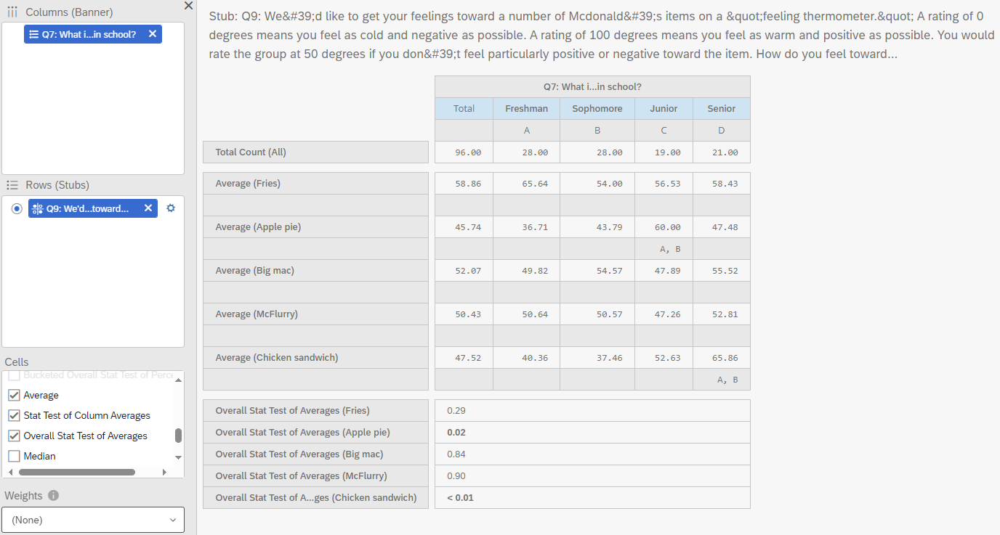 Columns (Banner)
Q7: What i...in school?
Rows (Stubs)
Q9: We'd...toward...
Cells
Bucketed Overall Stat Test of Perce
Average
Stat Test of Column Averages
Overall Stat Test of Averages
Median
Weights
(None)
Stub: Q9: We&#39;d like to get your feelings toward a number of Mcdonald&#39;s items on a &quot;feeling thermometer.&quot; A rating of 0
degrees means you feel as cold and negative as possible. A rating of 100 degrees means you feel as warm and positive as possible. You would
rate the group at 50 degrees if you don&#39;t feel particularly positive or negative toward the item. How do you feel toward...
Q7: What i...in school?
Total Freshman Sophomore Junior Senior
A B C D
Total Count (All) 96.00 28.00 28.00 19.00 21.00
Average (Fries) 58.86 65.64 54.00 56.53 58.43
Average (Apple pie) 45.74 36.71 43.79 60.00 47.48
A, B
Average (Big mac) 52.07 49.82 54.57 47.89 55.52
Average (McFlurry) 50.43 50.64 50.57 47.26 52.81
Average (Chicken sandwich) 47.52 40.36 37.46 52.63 65.86
A, B
Overall Stat Test of Averages (Fries) 0.29
Overall Stat Test of Averages (Apple pie) 0.02
Overall Stat Test of Averages (Big mac) 0.84
Overall Stat Test of Averages (McFlurry) 0.90
Overall Stat Test of A...ges (Chicken sandwich) < 0.01